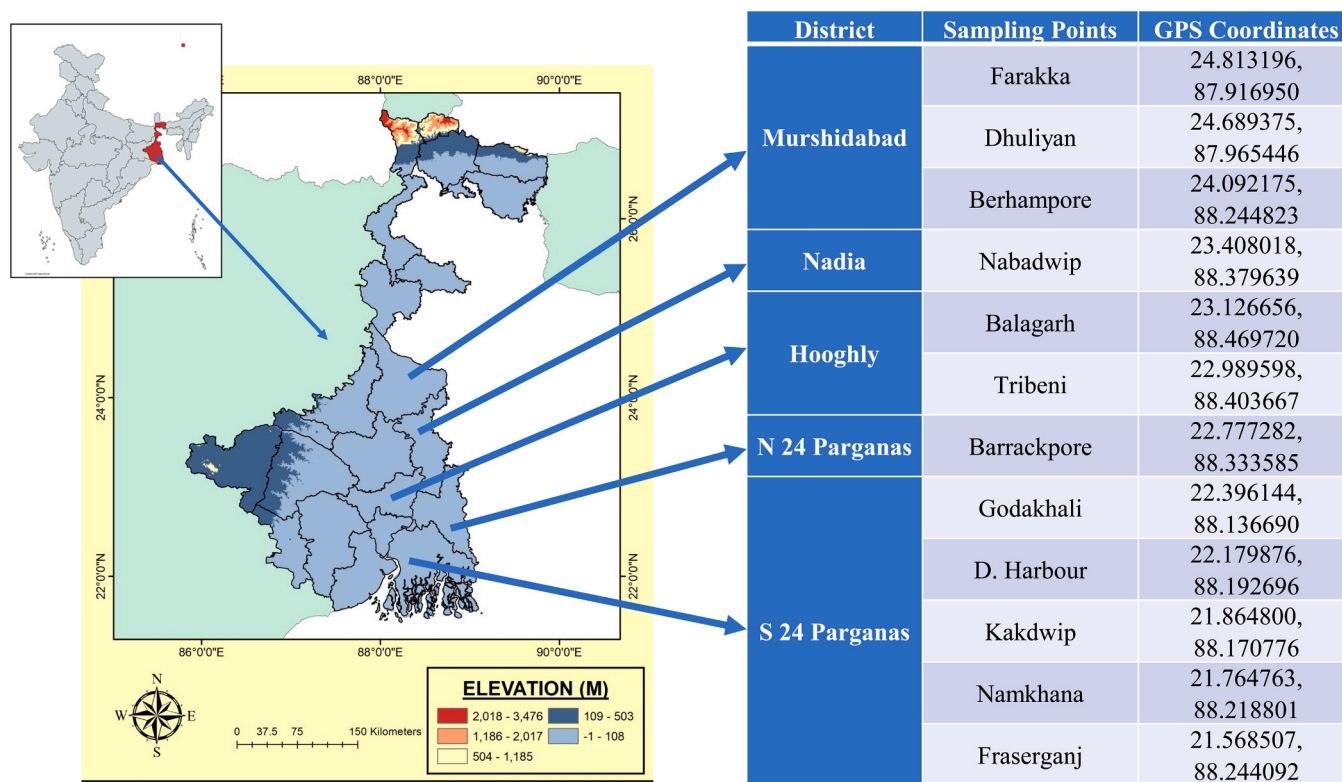 88°0'0"E
90°0'0"E
26°0'0"N
26°0'0"N
24°0'0"N
24°0'0"N
22°0'0"N
22°0'0"N
86°0'0"E
88°0'0"E
90°0'0"E
N
W
E
S
0
37.5
75
150 Kilometers
ELEVATION (M)
2,018 - 3,476
109 - 503
1,186 - 2,017
-1 - 108
504 - 1,185
District
Sampling Points
GPS Coordinates
Murshidabad
Farakka
24.813196,
87.916950
Dhuliyan
24.689375,
87.965446
Berhampore
24.092175,
88.244823
Nadia
Nabadwip
23.408018,
88.379639
Hooghly
Balagarh
23.126656,
88.469720
Tribeni
22.989598,
88.403667
N 24 Parganas
Barrackpore
22.777282,
88.333585
S 24 Parganas
Godakhali
22.396144,
88.136690
D. Harbour
22.179876,
88.192696
Kakdwip
21.864800,
88.170776
Namkhana
21.764763,
88.218801
Fraserganj
21.568507,
88.244092